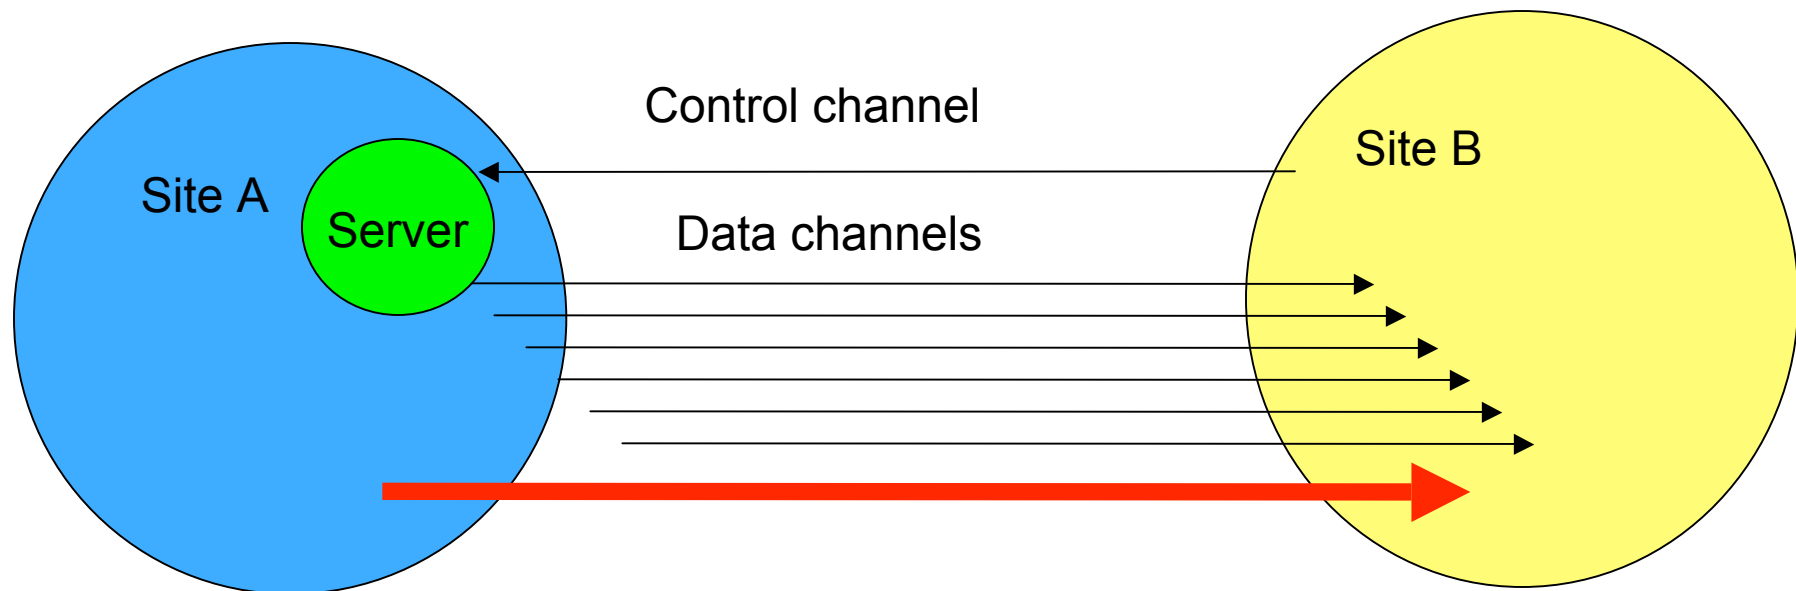 Control channel
Site B
Site A
Server
Data channels